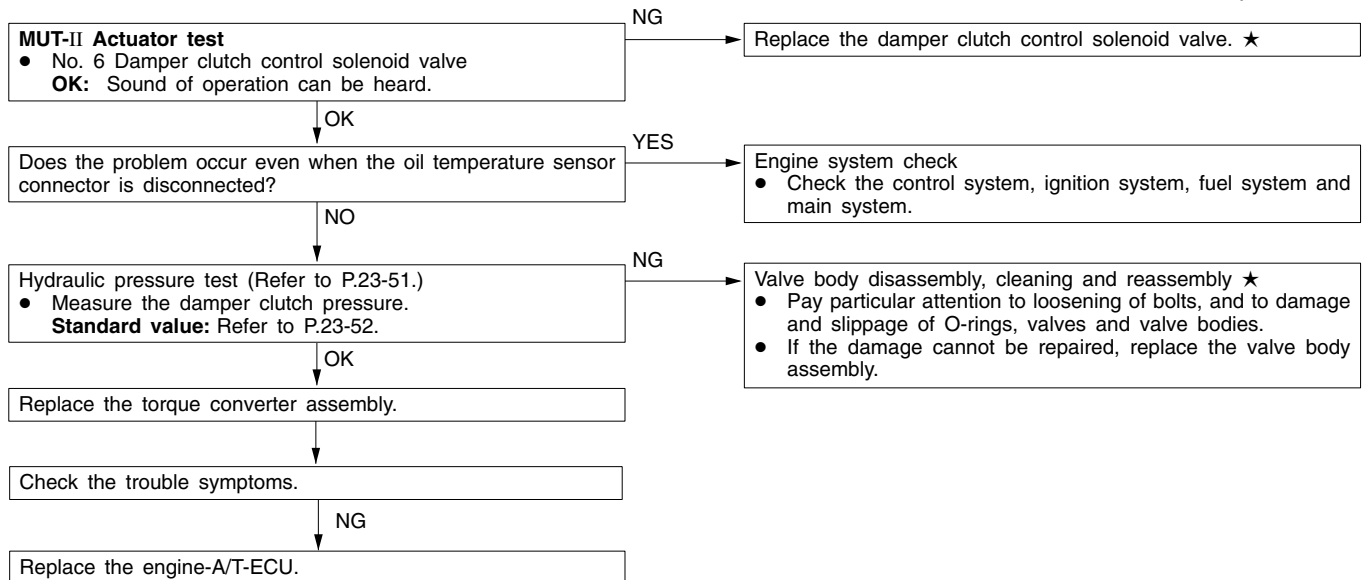 NG
MUT-II Actuator test
● No. 6 Damper clutch control solenoid valve
OK: Sound of operation can be heard.
Replace the damper clutch control solenoid valve. ★
OK
YES
Does the problem occur even when the oil temperature sensor
connector is disconnected?
Engine system check
● Check the control system, ignition system, fuel system and
main system.
NO
NG
Hydraulic pressure test (Refer to P.23-51.)
● Measure the damper clutch pressure.
Standard value: Refer to P.23-52.
Valve body disassembly, cleaning and reassembly ★
● Pay particular attention to loosening of bolts, and to damage
and slippage of O-rings, valves and valve bodies.
● If the damage cannot be repaired, replace the valve body
assembly.
OK
Replace the torque converter assembly.
Check the trouble symptoms.
NG
Replace the engine-A/T-ECU.